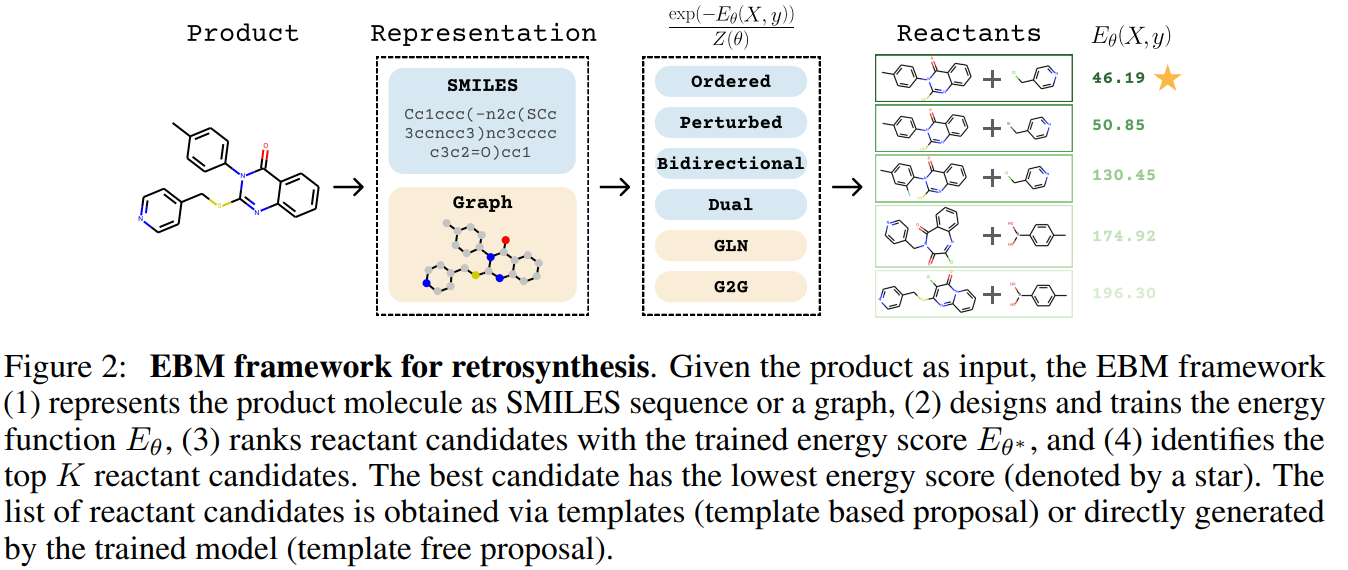 Product
Representation
exp(−Eθ(X, y))
Z(θ)
Reactants
Eθ(X, y)
SMILES
Cc1ccc(-n2c(SCc
3ccncc3)nc3cccc
c3c2=O)cc1
Graph
Ordered
Perturbed
Bidirectional
Dual
GLN
G2G
46.19
50.85
130.45
174.92
196.30
Figure 2: EBM framework for retrosynthesis. Given the product as input, the EBM framework
(1) represents the product molecule as SMILES sequence or a graph, (2) designs and trains the energy
function Eθ, (3) ranks reactant candidates with the trained energy score Eθ*, and (4) identifies the
top K reactant candidates. The best candidate has the lowest energy score (denoted by a star). The
list of reactant candidates is obtained via templates (template based proposal) or directly generated
by the trained model (template free proposal).